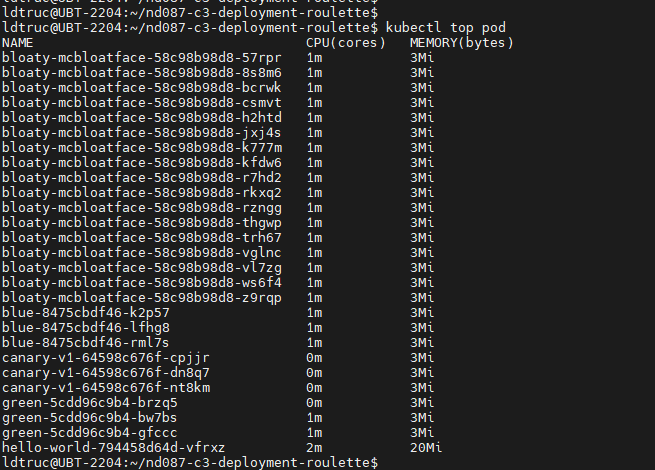 ldtruc@UBT-2204:~/nd087-c3-deployment-roulette$
ldtruc@UBT-2204:~/nd087-c3-deployment-roulette$
ldtruc@UBT-2204:~/nd087-c3-deployment-roulette$ kubectl top pod
NAME CPU(cores) MEMORY(bytes)
bloaty-mcbloatface-58c98b98d8-57rpr 1m 3Mi
bloaty-mcbloatface-58c98b98d8-8s8m6 1m 3Mi
bloaty-mcbloatface-58c98b98d8-bcrwk 1m 3Mi
bloaty-mcbloatface-58c98b98d8-csmvt 1m 3Mi
bloaty-mcbloatface-58c98b98d8-h2htd 1m 3Mi
bloaty-mcbloatface-58c98b98d8-jxj4s 1m 3Mi
bloaty-mcbloatface-58c98b98d8-k777m 1m 3Mi
bloaty-mcbloatface-58c98b98d8-kfdw6 1m 3Mi
bloaty-mcbloatface-58c98b98d8-r7hd2 1m 3Mi
bloaty-mcbloatface-58c98b98d8-rkxq2 1m 3Mi
bloaty-mcbloatface-58c98b98d8-rzngg 1m 3Mi
bloaty-mcbloatface-58c98b98d8-thgwp 1m 3Mi
bloaty-mcbloatface-58c98b98d8-trh67 1m 3Mi
bloaty-mcbloatface-58c98b98d8-vglnc 1m 3Mi
bloaty-mcbloatface-58c98b98d8-vl7zg 1m 3Mi
bloaty-mcbloatface-58c98b98d8-ws6f4 1m 3Mi
bloaty-mcbloatface-58c98b98d8-z9rqp 1m 3Mi
blue-8475cbdf46-k2p57 1m 3Mi
blue-8475cbdf46-lfhg8 1m 3Mi
blue-8475cbdf46-rml7s 1m 3Mi
canary-v1-64598c676f-cpjjr 0m 3Mi
canary-v1-64598c676f-dn8q7 0m 3Mi
canary-v1-64598c676f-nt8km 0m 3Mi
green-5cdd96c9b4-brzq5 0m 3Mi
green-5cdd96c9b4-bw7bs 1m 3Mi
green-5cdd96c9b4-gfccc 1m 3Mi
hello-world-794458d64d-vfrxz 2m 20Mi
ldtruc@UBT-2204:~/nd087-c3-deployment-roulette$